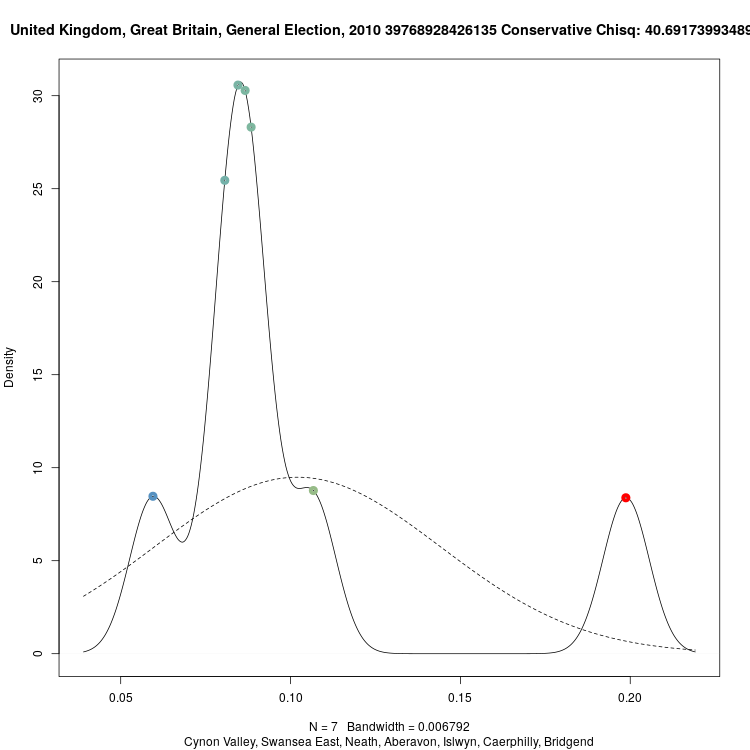 United Kingdom, Great Britain, General Election, 2010 39768928426135 Conservative Chisq: 40.69173993489
Density
0
5
10
15
20
25
30
0.05 0.10 0.15 0.20
N = 7 Bandwidth = 0.006792
Cynon Valley, Swansea East, Neath, Aberavon, Islwyn, Caerphilly, Bridgend